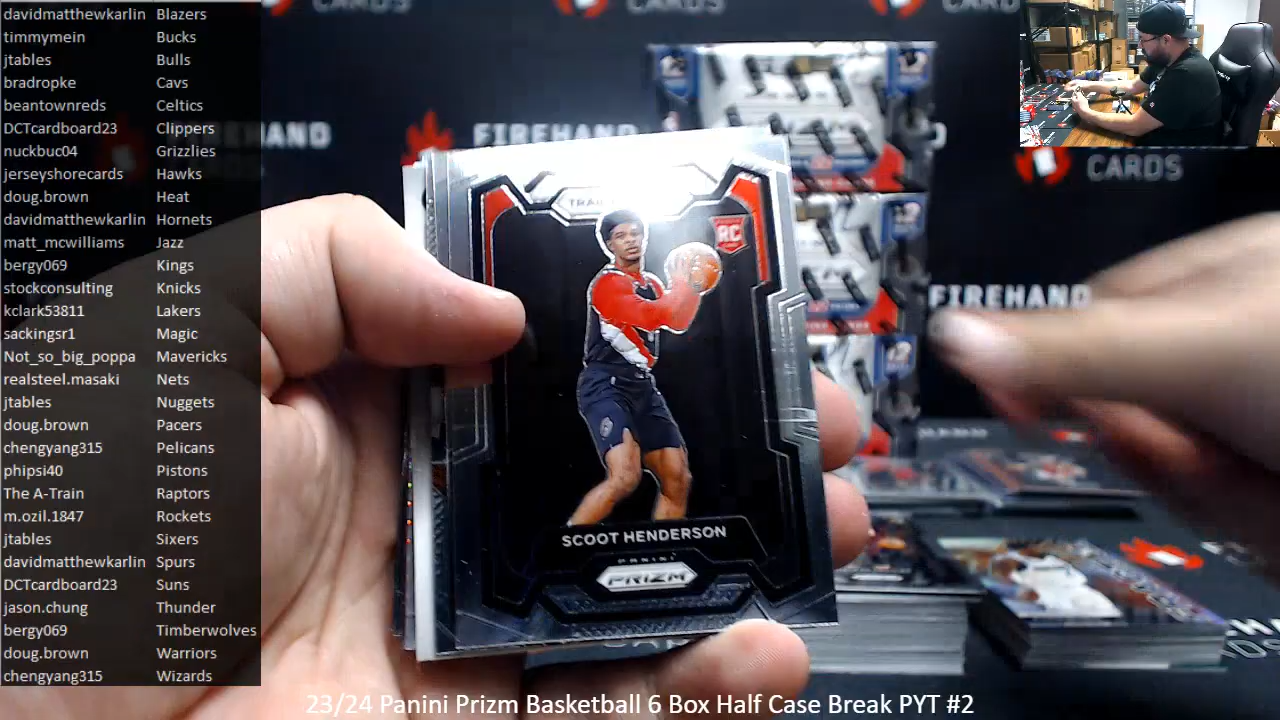 davidmatthewkarlin Blazers
timmymein Bucks
jtables Bulls
bradropke Cavs
beantownreds Celtics
DCTcardboard23 Clippers
nuckbuc04 Grizzlies
jerseyshorecards Hawks
doug.brown Heat
davidmatthewkarlin Hornets
matt_mcwilliams Jazz
bergy069 Kings
stockconsulting Knicks
kclark53811 Lakers
sackingsr1 Magic
Not_so_big_poppa Mavericks
realsteel.masaki Nets
jtables Nuggets
doug.brown Pacers
chengyang315 Pelicans
phipsi40 Pistons
The A-Train Raptors
m.ozil.1847 Rockets
jtables Sixers
davidmatthewkarlin Spurs
DCTcardboard23 Suns
jason.chung Thunder
bergy069 Timberwolves
doug.brown Warriors
chengyang315 Wizards
CARDS
CARDS
FIREHAND
CARDS
FIREHAND
RC
SCOOT HENDERSON
PANINI
PRIZM
23/24 Panini Prizm Basketball 6 Box Half Case Break PYT #2